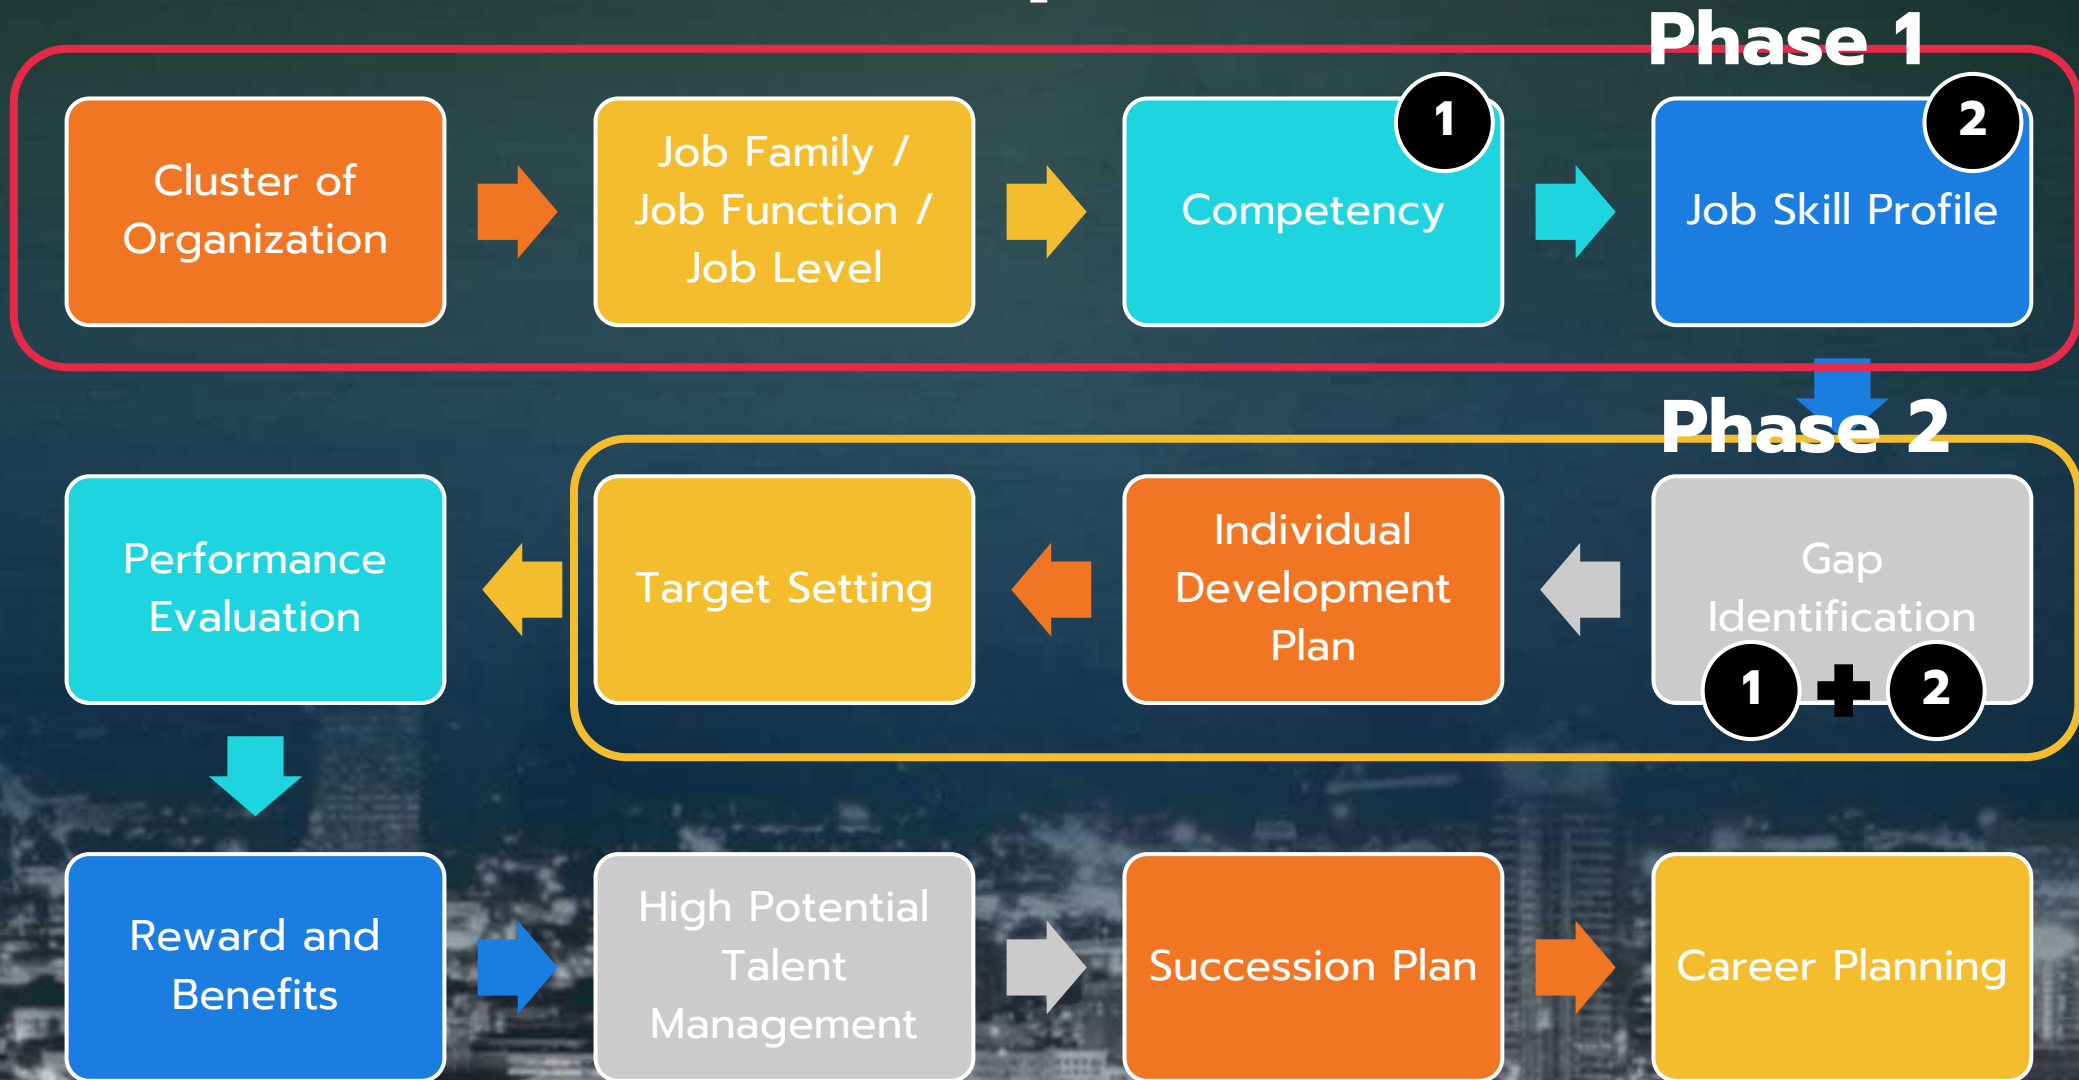 Phase 1
Cluster of
Organization
Job Family /
Job Function /
Job Level
1
Competency
2
Job Skill Profile
Phase 2
Gap
Identification
1 + 2
Individual
Development
Plan
Target Setting
Performance
Evaluation
Reward and
Benefits
High Potential
Talent
Management
Succession Plan
Career Planning